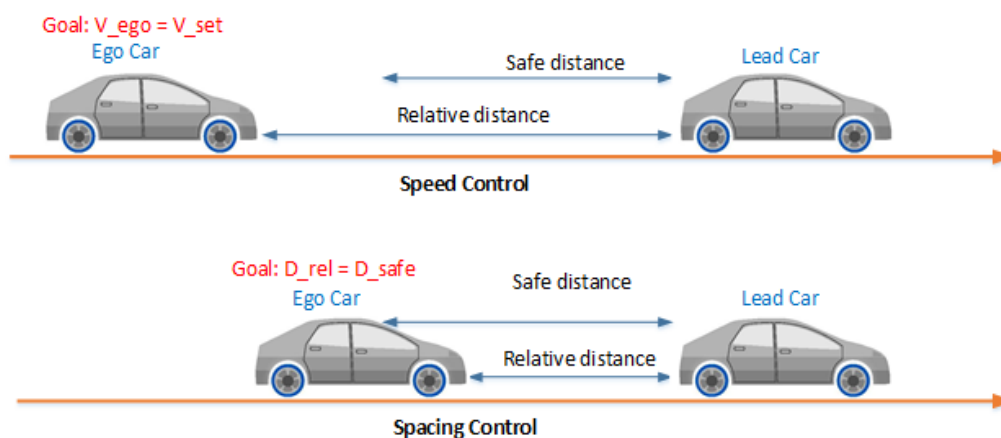 Goal: V_ego = V_set
Ego Car
Safe distance
Lead Car
Relative distance
Speed Control
Goal: D_rel = D_safe
Ego Car
Safe distance
Lead Car
Relative distance
Spacing Control